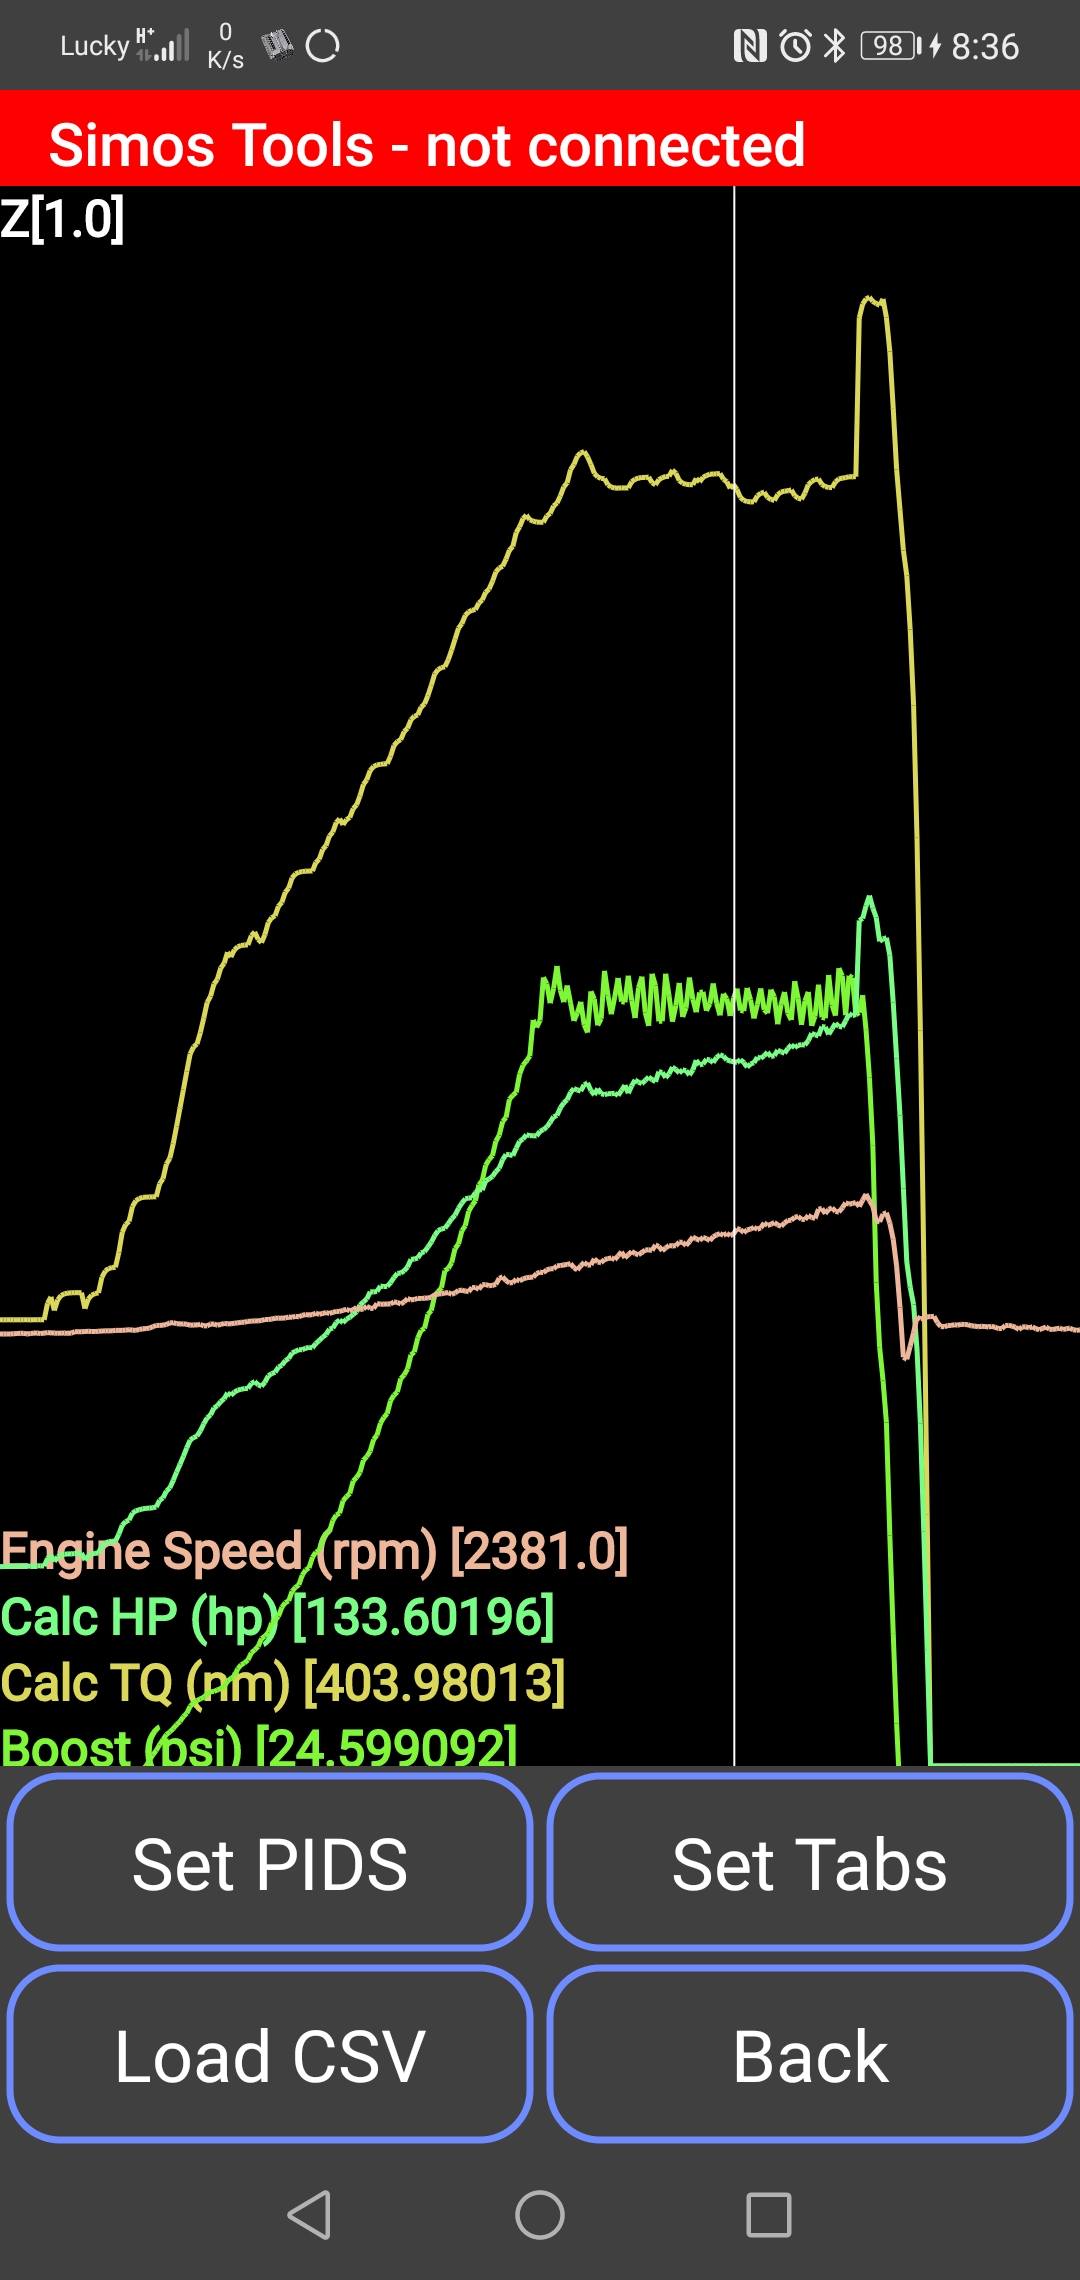 Lucky H+ 0 K/s 98 8:36
Simos Tools - not connected
Z[1.0]
Engine Speed (rpm) [2381.0]
Calc HP (hp) [133.60196]
Calc TQ (nm) [403.98013]
Boost (psi) [24.599092]
Set PIDS
Set Tabs
Load CSV
Back